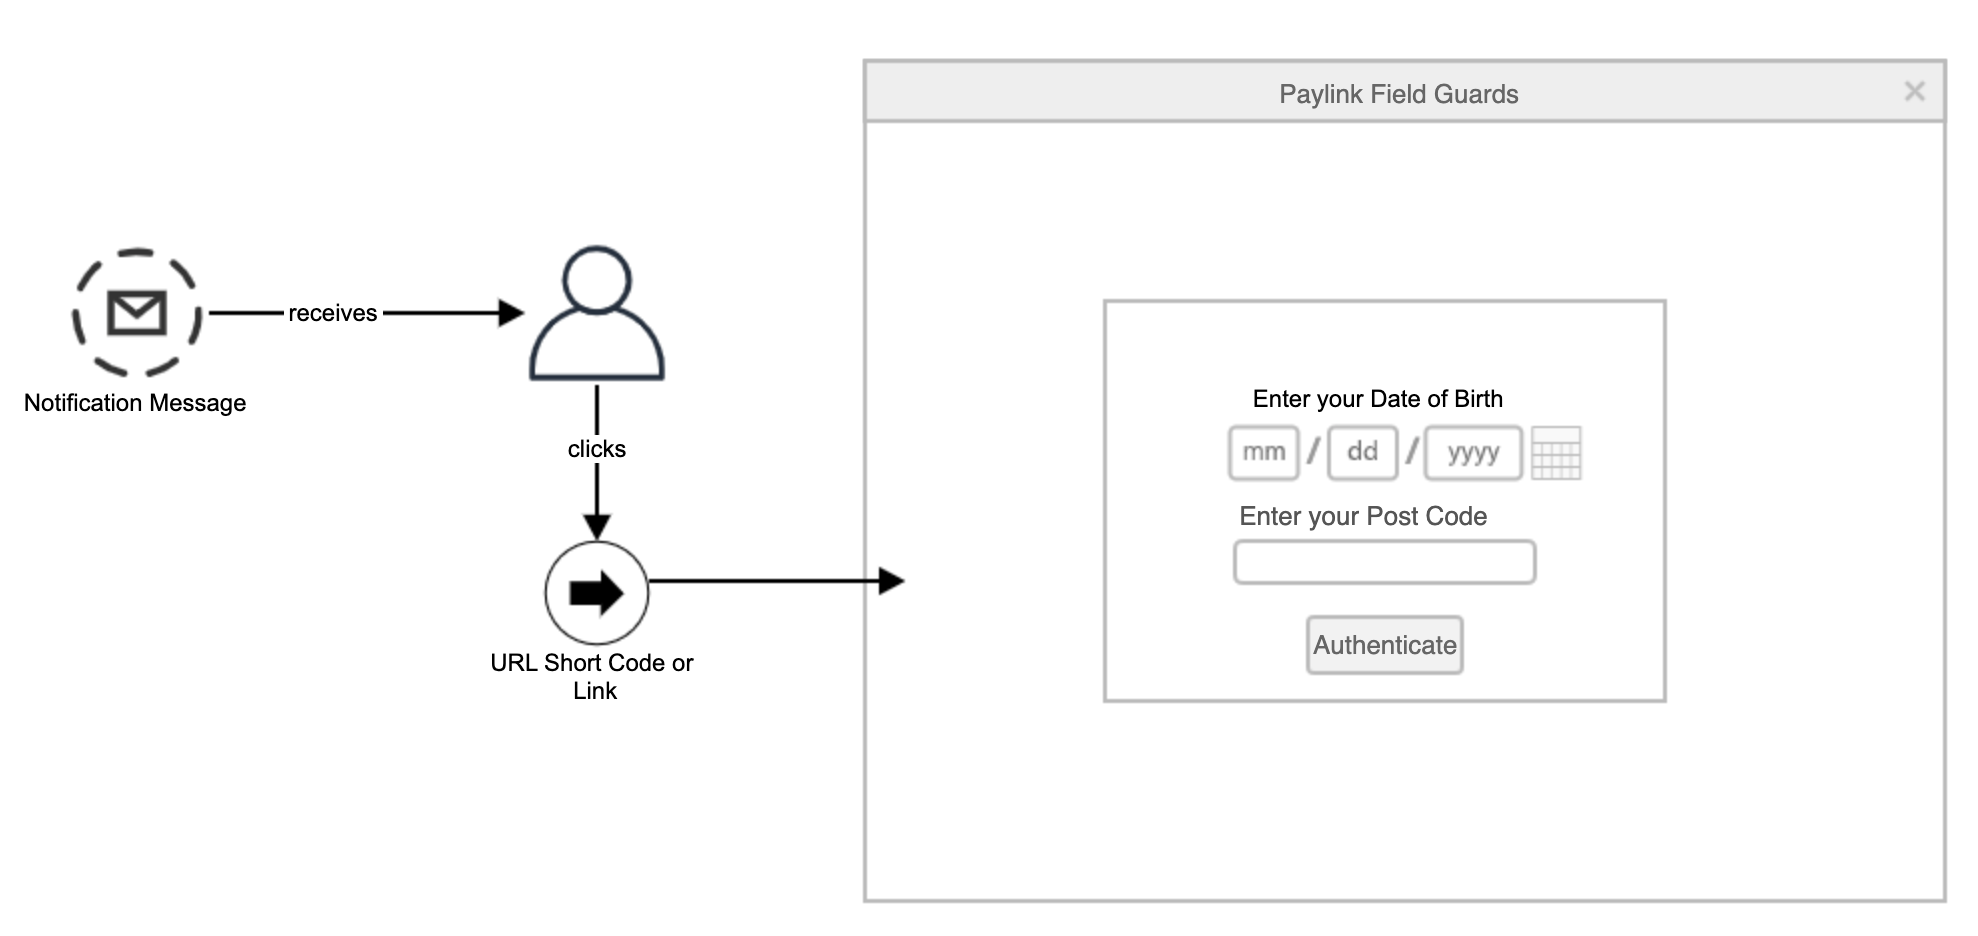 Paylink Field Guards
receives
Notification Message
clicks
URL Short Code or
Link
Enter your Date of Birth
mm / dd / yyyy
Enter your Post Code
Authenticate